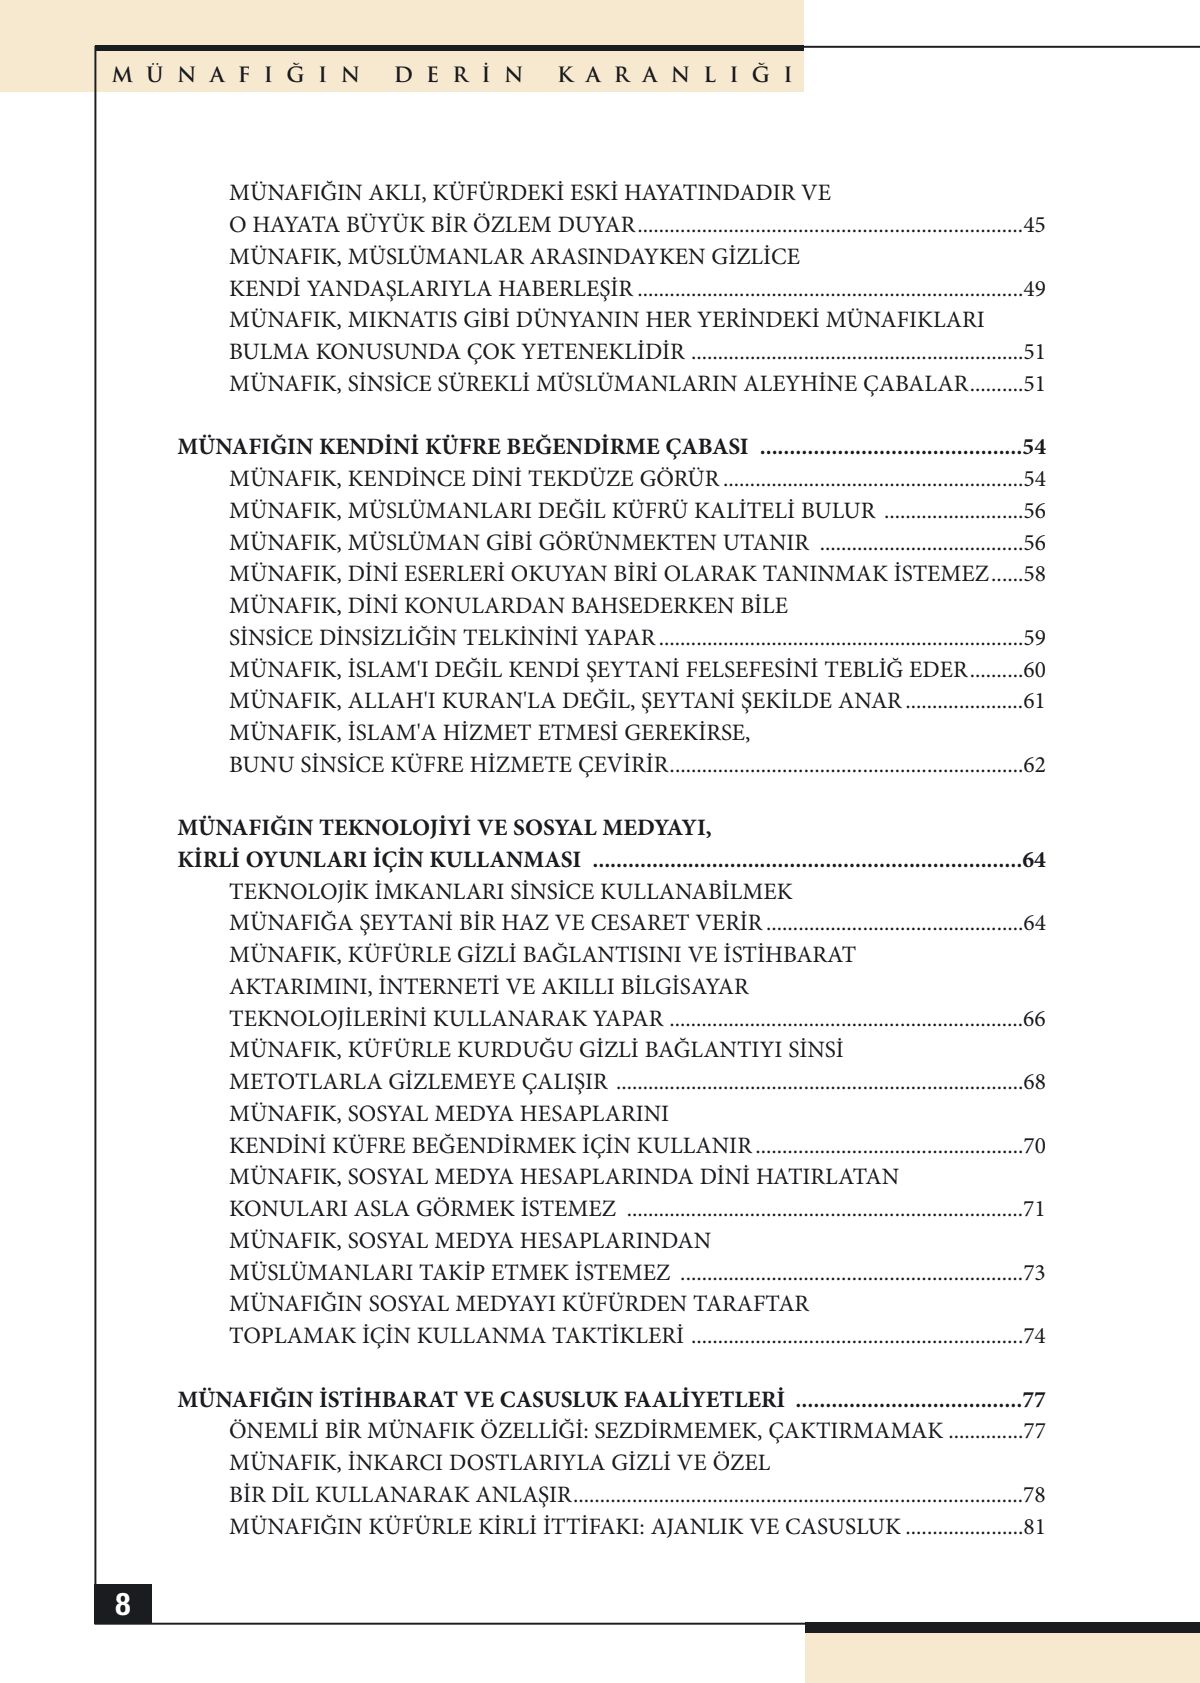 MÜNAFIĞIN DERİN KARANLIĞI
MÜNAFIĞIN AKLI, KÜFÜRDEKİ ESKİ HAYATINDADIR VE
O HAYATA BÜYÜK BİR ÖZLEM DUYAR..........................................................................45
MÜNAFIK, MÜSLÜMANLAR ARASINDAYKEN GİZLİCE
KENDİ YANDAŞLARIYLA HABERLEŞİR..........................................................................49
MÜNAFIK, MIKNATIS GİBİ DÜNYANIN HER YERİNDEKİ MÜNAFIKLARI
BULMA KONUSUNDA ÇOK YETENEKLİDİR ...............................................................51
MÜNAFIK, SİNSİCE SÜREKLİ MÜSLÜMANLARIN ALEYHİNE ÇABALAR..........51
MÜNAFIĞIN KENDİNİ KÜFRE BEĞENDİRME ÇABASI ............................................54
MÜNAFIK, KENDİNCE DİNİ TEKDÜZE GÖRÜR.........................................................54
MÜNAFIK, MÜSLÜMANLARI DEĞİL KÜFRÜ KALİTELİ BULUR ..........................56
MÜNAFIK, MÜSLÜMAN GİBİ GÖRÜNMEKTEN UTANIR ......................................56
MÜNAFIK, DİNİ ESERLERİ OKUYAN BİRİ OLARAK TANINMAK İSTEMEZ......58
MÜNAFIK, DİNİ KONULARDAN BAHSEDERKEN BİLE
SİNSİCE DİNSİZLİĞİN TELKİNİNİ YAPAR.....................................................................59
MÜNAFIK, İSLAM'I DEĞİL KENDİ ŞEYTANİ FELSEFESİNİ TEBLİĞ EDER..........60
MÜNAFIK, ALLAH'I KURAN'LA DEĞİL, ŞEYTANİ ŞEKİLDE ANAR......................61
MÜNAFIK, İSLAM'A HİZMET ETMESİ GEREKİRSE,
BUNU SİNSİCE KÜFRE HİZMETE ÇEVİRİR...................................................................62
MÜNAFIĞIN TEKNOLOJİYİ VE SOSYAL MEDYAYI,
KİRLİ OYUNLARI İÇİN KULLANMASI ........................................................................64
TEKNOLOJİK İMKANLARI SİNSİCE KULLANABİLMEK
MÜNAFIĞA ŞEYTANİ BİR HAZ VE CESARET VERİR.................................................64
MÜNAFIK, KÜFÜRLE GİZLİ BAĞLANTISINI VE İSTİHBARAT
AKTARIMINI, İNTERNETİ VE AKILLI BİLGİSAYAR
TEKNOLOJİLERİNİ KULLANARAK YAPAR ...................................................................66
MÜNAFIK, KÜFÜRLE KURDUĞU GİZLİ BAĞLANTIYI SİNSİ
METOTLARLA GİZLEMEYE ÇALIŞIR .............................................................................68
MÜNAFIK, SOSYAL MEDYA HESAPLARINI
KENDİNİ KÜFRE BEĞENDİRMEK İÇİN KULLANIR...................................................70
MÜNAFIK, SOSYAL MEDYA HESAPLARINDA DİNİ HATIRLATAN
KONULARI ASLA GÖRMEK İSTEMEZ ...........................................................................71
MÜNAFIK, SOSYAL MEDYA HESAPLARINDAN
MÜSLÜMANLARI TAKİP ETMEK İSTEMEZ .................................................................73
MÜNAFIĞIN SOSYAL MEDYAYI KÜFÜRDEN TARAFTAR
TOPLAMAK İÇİN KULLANMA TAKTİKLERİ ...............................................................74
MÜNAFIĞIN İSTİHBARAT VE CASUSLUK FAALİYETLERİ ......................................77
ÖNEMLİ BİR MÜNAFIK ÖZELLİĞİ: SEZDİRMEMEK, ÇAKTIRMAMAK ..............77
MÜNAFIK, İNKARCI DOSTLARIYLA GİZLİ VE ÖZEL
BİR DİL KULLANARAK ANLAŞIR.....................................................................................78
MÜNAFIĞIN KÜFÜRLE KİRLİ İTTİFAKI: AJANLIK VE CASUSLUK......................81
8